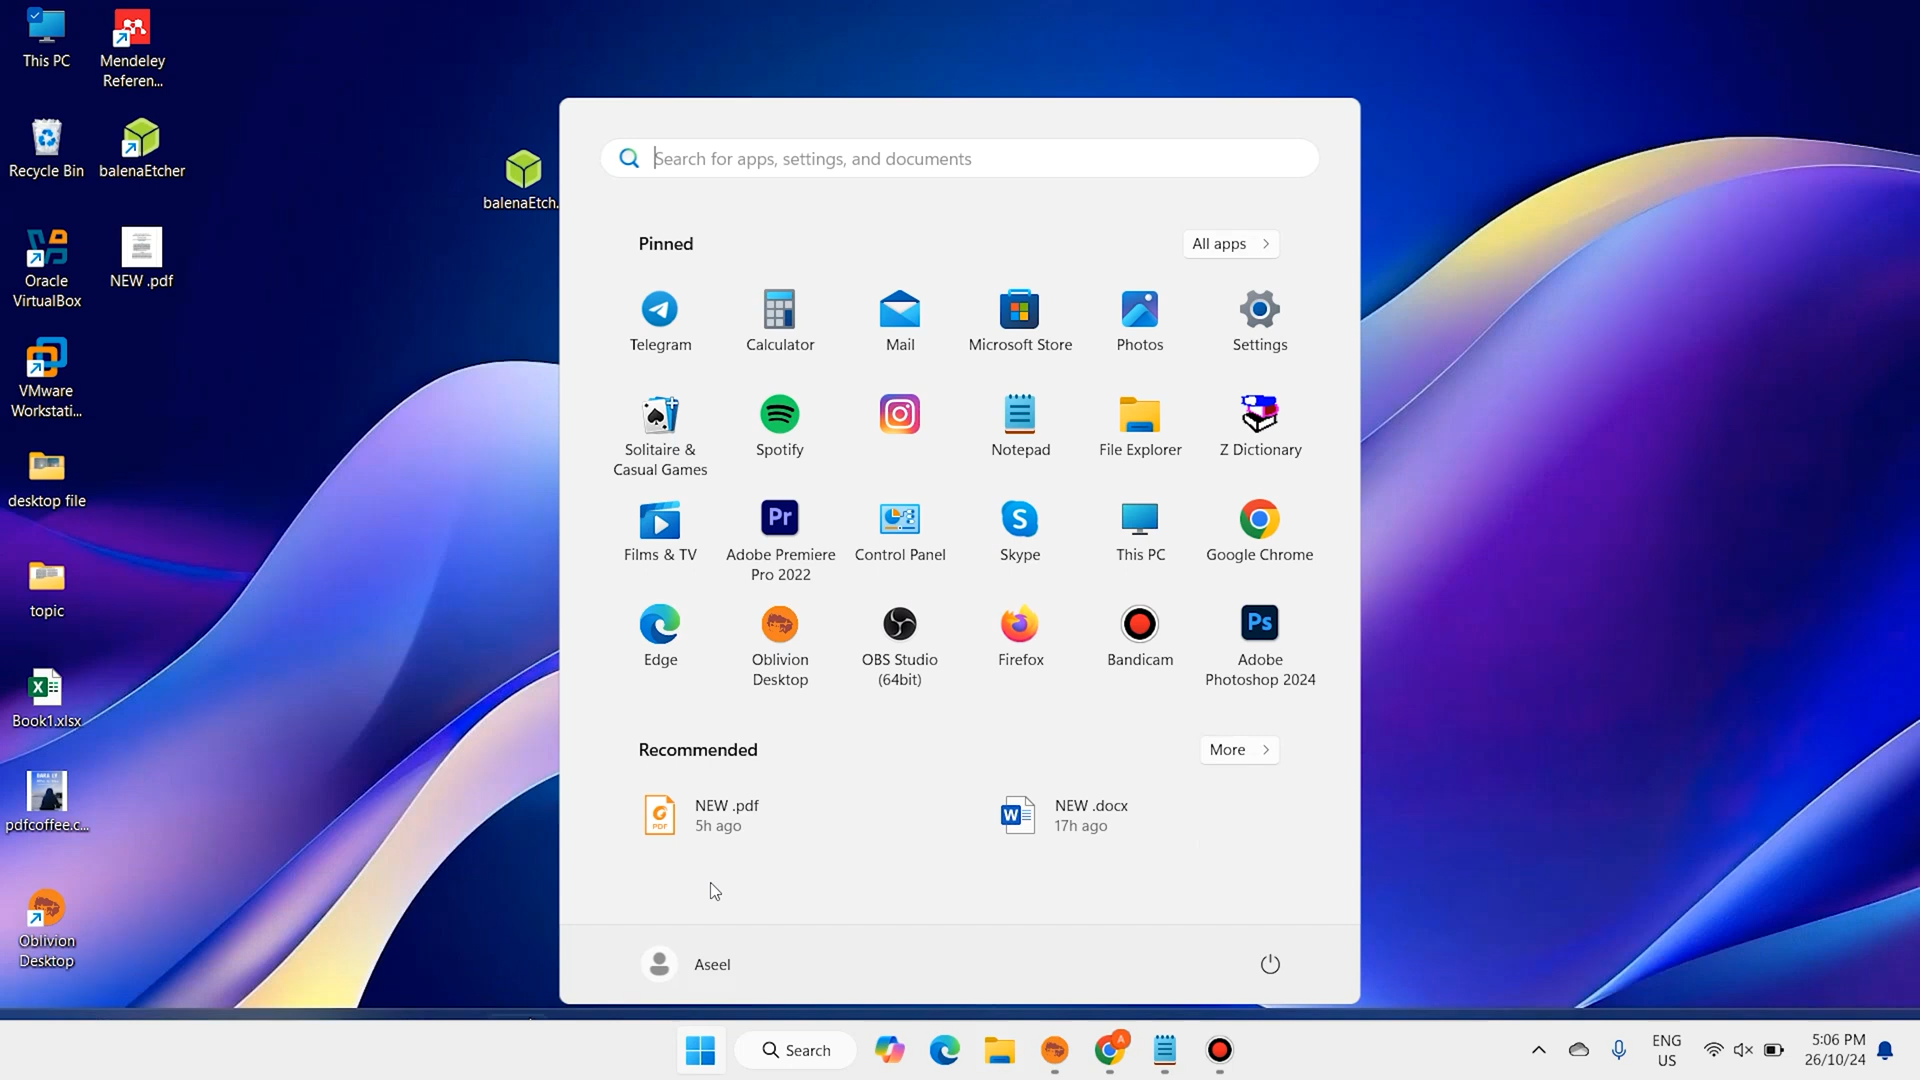 This PC
Mendeley
Referen...
Recycle Bin
balenaEtcher
balenaEtch.
Oracle
VirtualBox
NEW .pdf
VMware
Workstati...
desktop file
topic
Book1.xlsx
pdfcoffee.c...
Oblivion
Desktop
Search for apps, settings, and documents
Pinned
All apps
Telegram
Calculator
Mail
Microsoft Store
Photos
Settings
Solitaire &
Casual Games
Spotify
Notepad
File Explorer
Z Dictionary
Pr
Films & TV
Adobe Premiere
Pro 2022
Control Panel
Skype
This PC
Google Chrome
Ps
Edge
Oblivion
Desktop
OBS Studio
(64bit)
Firefox
Bandicam
Adobe
Photoshop 2024
Recommended
More
PDF
NEW .pdf
5h ago
W
NEW .docx
17h ago
Aseel
Search
A
ENG
US
5:06 PM
26/10/24